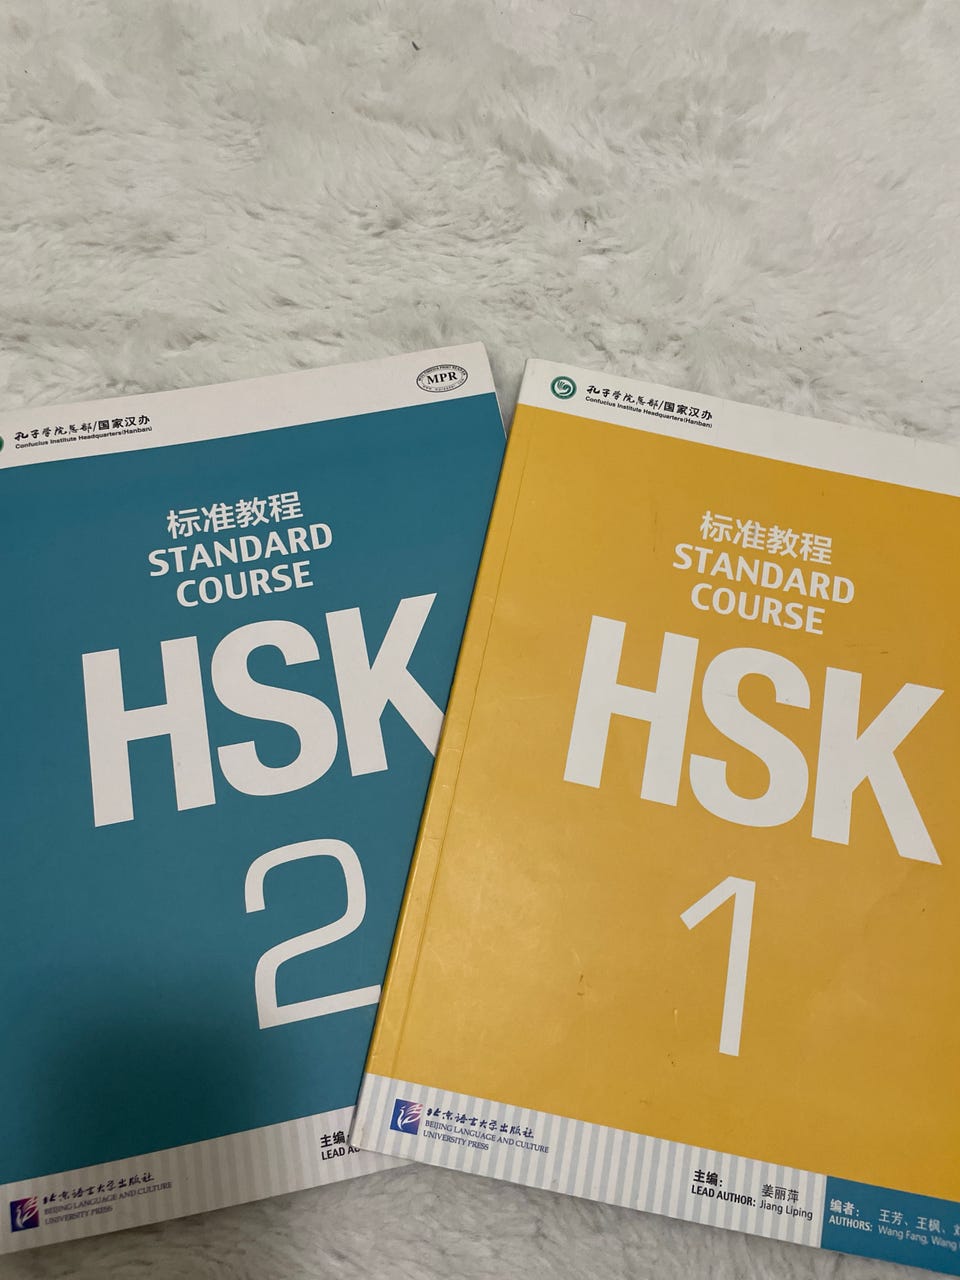 孔子学院总部/国家汉办
Confucius Institute Headquarters(Hanban)
MPR
标准教程
STANDARD
COURSE
HSK
2
主编
LEAD
北京语言大学出版社
BEIJING LANGUAGE AND CULTURE
UNIVERSITY PRESS
孔子学院总部/国家汉办
Confucius Institute Headquarters(Hanban)
标准教程
STANDARD
COURSE
HSK
1
北京语言大学出版社
BEIJING LANGUAGE AND CULTURE
UNIVERSITY PRESS
主编： 姜丽萍
LEAD AUTHOR: Jiang Liping
编者： 王芳、王枫、
AUTHORS: Wang Fang, Wang